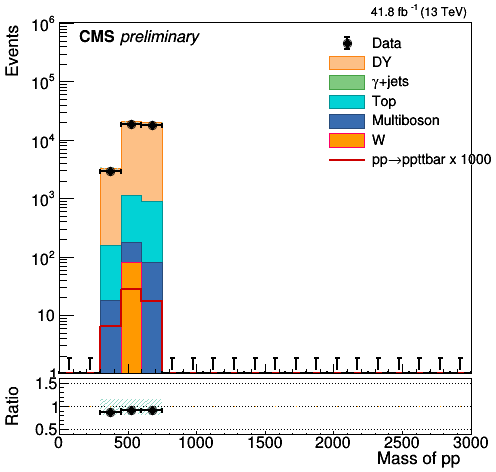 41.8 fb⁻¹ (13 TeV)
CMS preliminary
Events
10⁶
10⁵
10⁴
10³
10²
10
1
Data
DY
γ+jets
Top
Multiboson
W
pp→ppttbar x 1000
Ratio
1.5
1
0.5
0 500 1000 1500 2000 2500 3000
Mass of pp